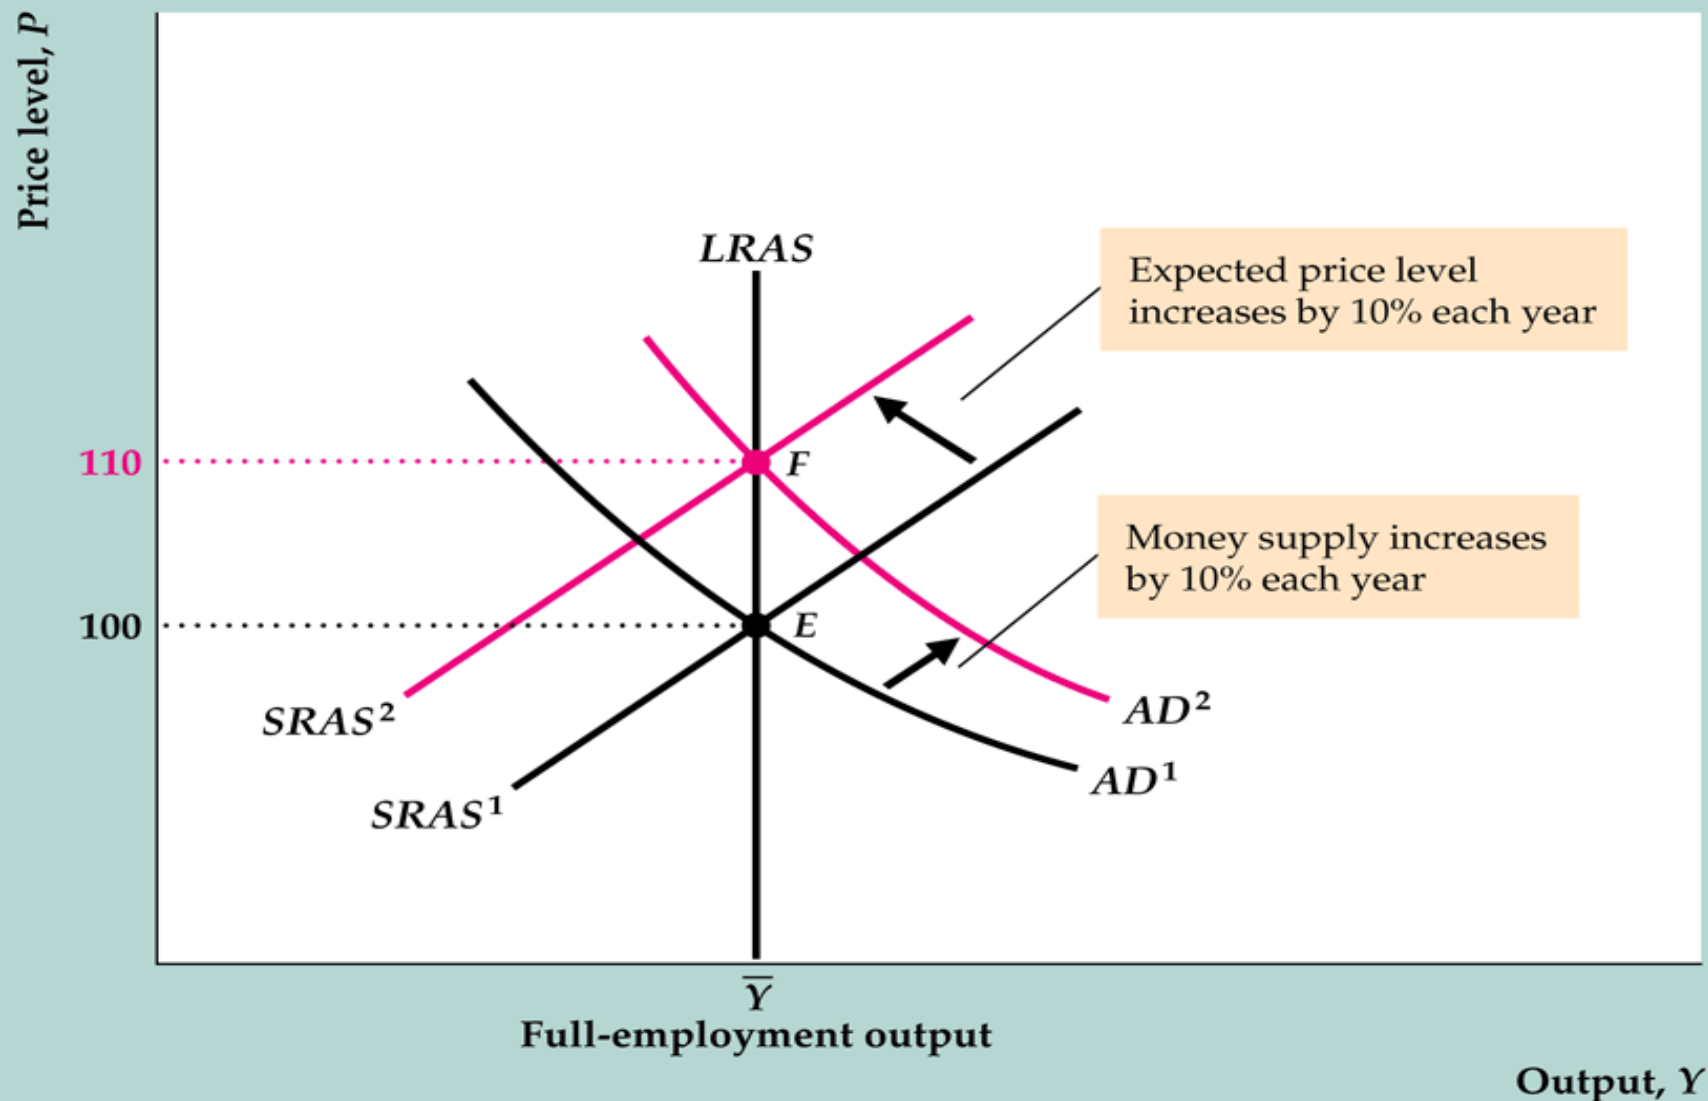 Price level, P
LRAS
Expected price level
increases by 10% each year
110
F
Money supply increases
by 10% each year
100
E
SRAS²
AD²
AD¹
SRAS¹
Y̅
Full-employment output
Output, Y